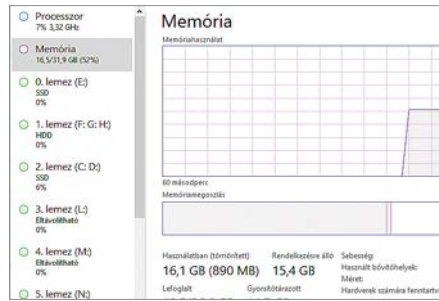 Processzor
7% 3,32 GHz
Memória
16,5/31,9 GB (52%)
0. lemez (E:)
SSD
0%
1. lemez (F: G: H:)
HDD
0%
2. lemez (C: D:)
SSD
6%
3. lemez (L:)
Eltávolítható
0%
4. lemez (M:)
Eltávolítható
0%
5. lemez (N:)
Memória
Memóriahasználat
60 másodperc
Memóriamegosztás
Használatban (tömörített)
16,1 GB (890 MB)
Rendelkezésre álló
15,4 GB
Lefoglalt
Gyorsítótárazott
Sebesség:
Használt bővítőhelyek:
Méret:
Hardverek számára fenntartv